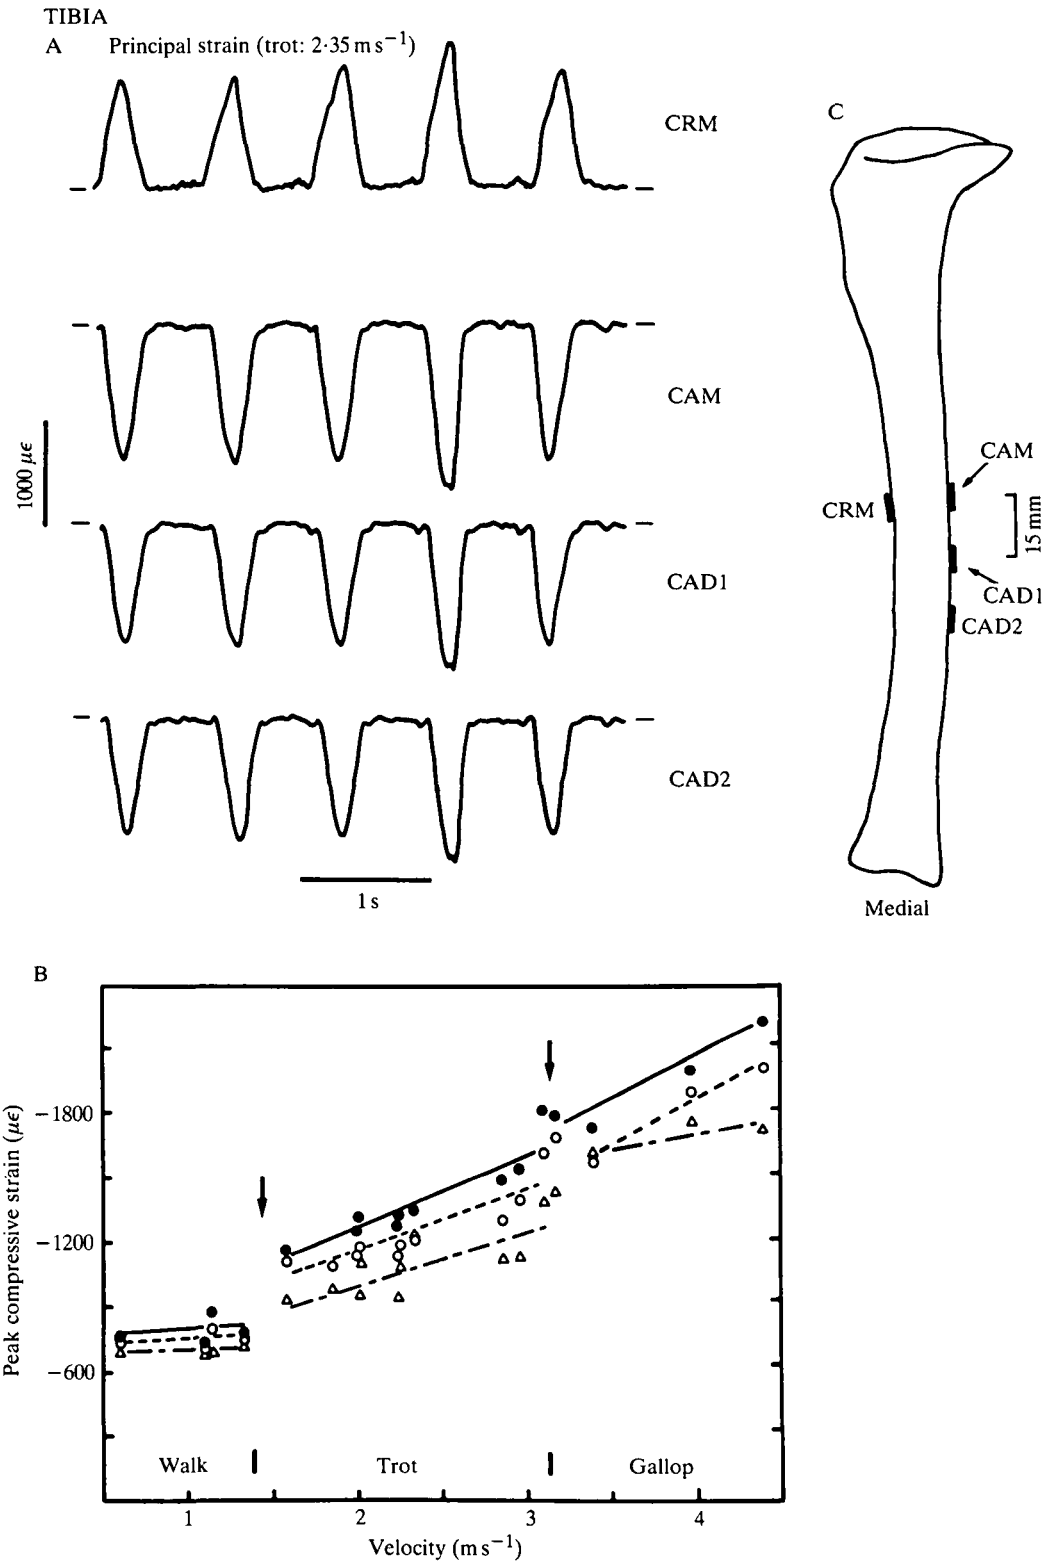 TIBIA
A Principal strain (trot: 2·35 m s⁻¹)
CRM
CAM
CAD1
CAD2
1000 µϵ
1 s
C
CAM
CRM
15 mm
CAD1
CAD2
Medial
B
Peak compressive strain (µϵ)
−1800
−1200
−600
Walk
Trot
Gallop
1
2
3
4
Velocity (m s⁻¹)